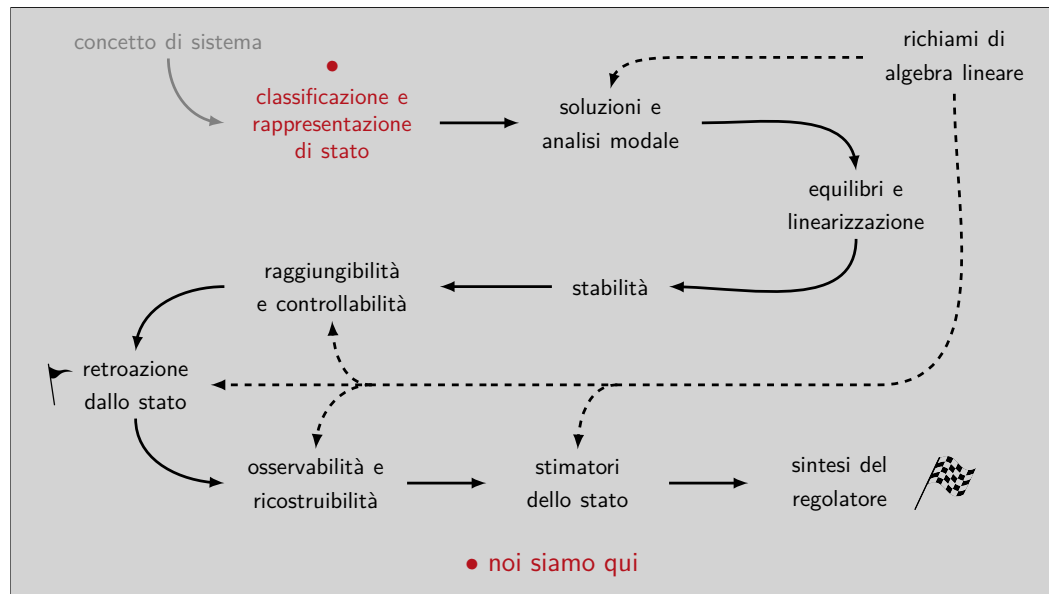 concetto di sistema
richiami di
algebra lineare
classificazione e
rappresentazione
di stato
soluzioni e
analisi modale
equilibri e
linearizzazione
raggiungibilità
e controllabilità
stabilità
retroazione
dallo stato
osservabilità e
ricostruibilità
stimatori
dello stato
sintesi del
regolatore
• noi siamo qui